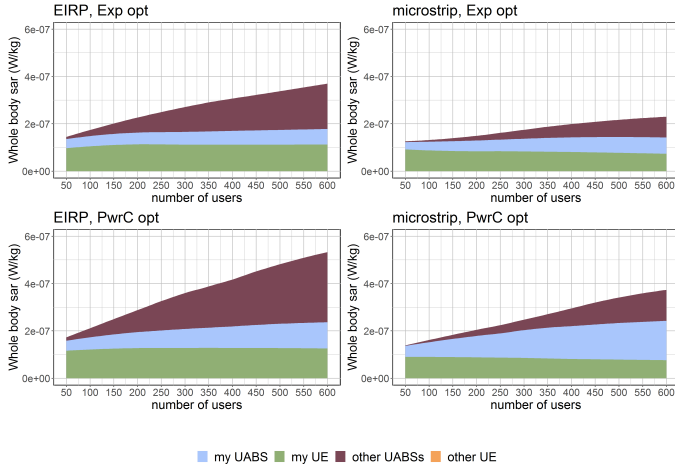 EIRP, Exp opt
Whole body sar (W/kg)
6e-07
4e-07
2e-07
0e+00
50 100 150 200 250 300 350 400 450 500 550 600
number of users
microstrip, Exp opt
Whole body sar (W/kg)
6e-07
4e-07
2e-07
0e+00
50 100 150 200 250 300 350 400 450 500 550 600
number of users
EIRP, PwrC opt
Whole body sar (W/kg)
6e-07
4e-07
2e-07
0e+00
50 100 150 200 250 300 350 400 450 500 550 600
number of users
microstrip, PwrC opt
Whole body sar (W/kg)
6e-07
4e-07
2e-07
0e+00
50 100 150 200 250 300 350 400 450 500 550 600
number of users
my UABS my UE other UABSs other UE